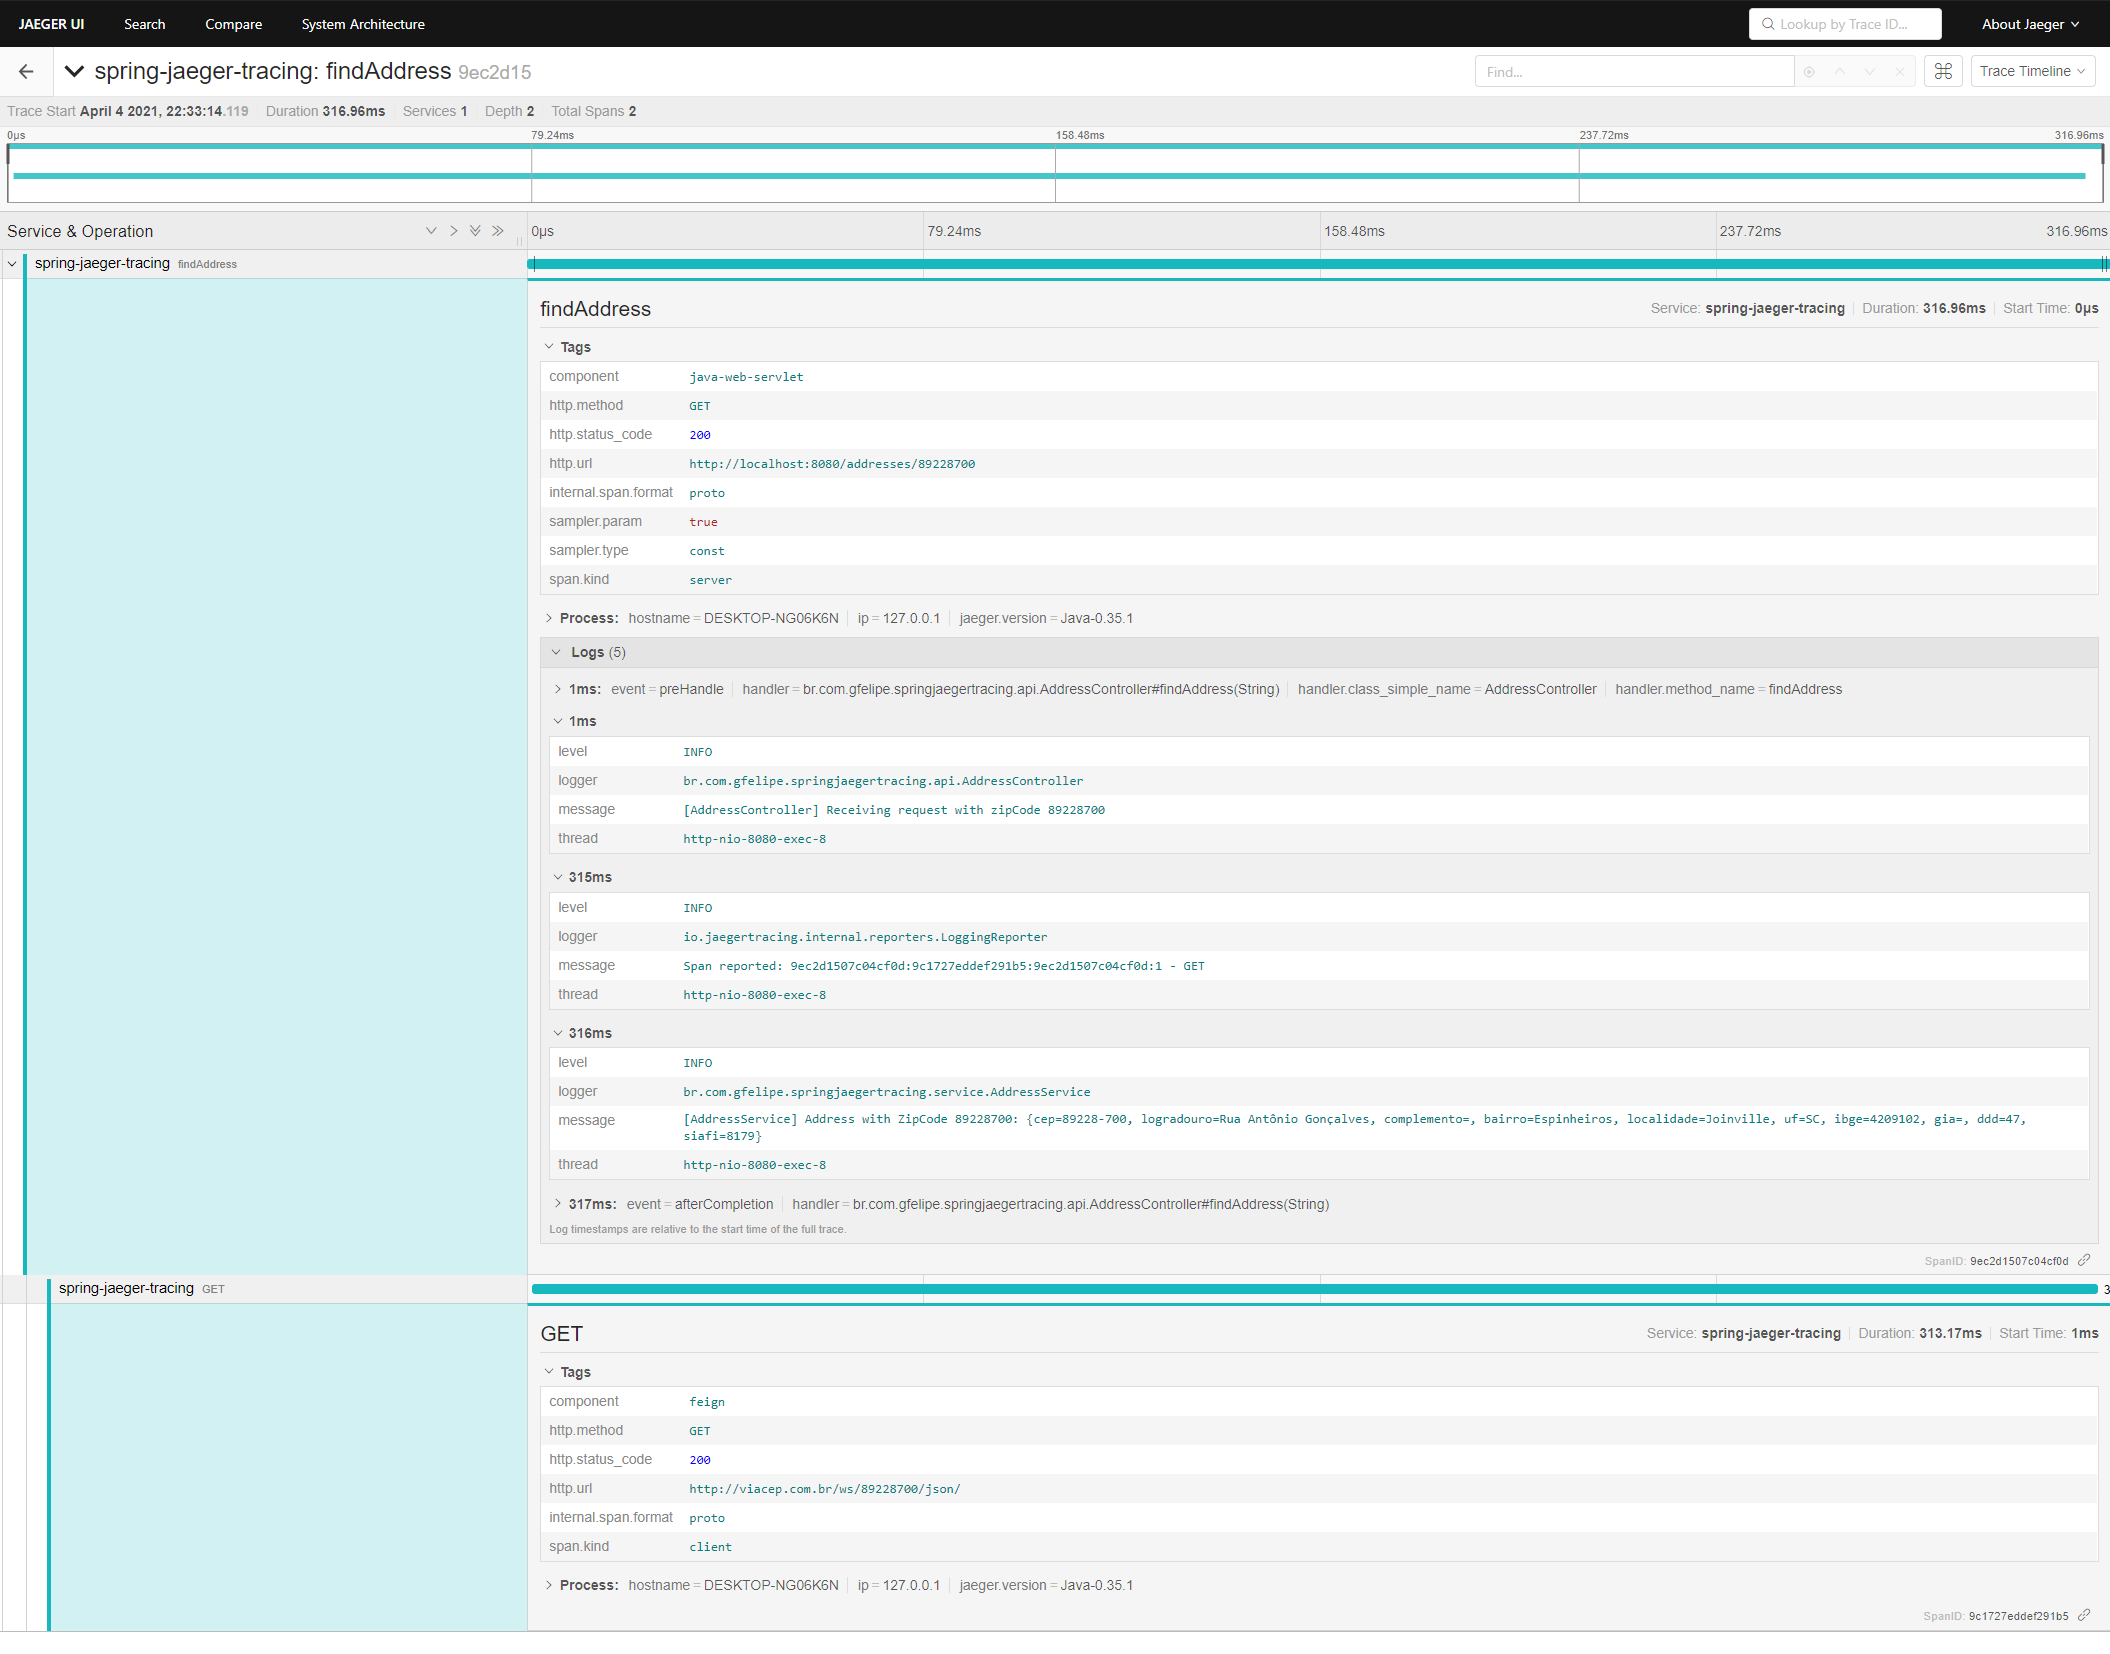 JAEGER UI Search Compare System Architecture Lookup by Trace ID... About Jaeger
spring-jaeger-tracing: findAddress 9ec2d15 Find... Trace Timeline
Trace Start April 4 2021, 22:33:14.119 Duration 316.96ms Services 1 Depth 2 Total Spans 2
0μs 79.24ms 158.48ms 237.72ms 316.96ms
Service & Operation 0μs 79.24ms 158.48ms 237.72ms 316.96ms
spring-jaeger-tracing findAddress
findAddress Service: spring-jaeger-tracing Duration: 316.96ms Start Time: 0μs
Tags
component java-web-servlet
http.method GET
http.status_code 200
http.url http://localhost:8080/addresses/89228700
internal.span.format proto
sampler.param true
sampler.type const
span.kind server
Process: hostname = DESKTOP-NG06K6N ip = 127.0.0.1 jaeger.version = Java-0.35.1
Logs (5)
1ms: event = preHandle handler = br.com.gfelipe.springjaegertracing.api.AddressController#findAddress(String) handler.class_simple_name = AddressController handler.method_name = findAddress
1ms
level INFO
logger br.com.gfelipe.springjaegertracing.api.AddressController
message [AddressController] Receiving request with zipCode 89228700
thread http-nio-8080-exec-8
315ms
level INFO
logger io.jaegertracing.internal.reporters.LoggingReporter
message Span reported: 9ec2d1507c04cf0d:9c1727eddef291b5:9ec2d1507c04cf0d:1 - GET
thread http-nio-8080-exec-8
316ms
level INFO
logger br.com.gfelipe.springjaegertracing.service.AddressService
message [AddressService] Address with ZipCode 89228700: {cep=89228-700, logradouro=Rua Antônio Gonçalves, complemento=, bairro=Espinheiros, localidade=Joinville, uf=SC, ibge=4209102, gia=, ddd=47,
siafi=8179}
thread http-nio-8080-exec-8
317ms: event = afterCompletion handler = br.com.gfelipe.springjaegertracing.api.AddressController#findAddress(String)
Log timestamps are relative to the start time of the full trace.
SpanID: 9ec2d1507c04cf0d
spring-jaeger-tracing GET 3
GET Service: spring-jaeger-tracing Duration: 313.17ms Start Time: 1ms
Tags
component feign
http.method GET
http.status_code 200
http.url http://viacep.com.br/ws/89228700/json/
internal.span.format proto
span.kind client
Process: hostname = DESKTOP-NG06K6N ip = 127.0.0.1 jaeger.version = Java-0.35.1
SpanID: 9c1727eddef291b5